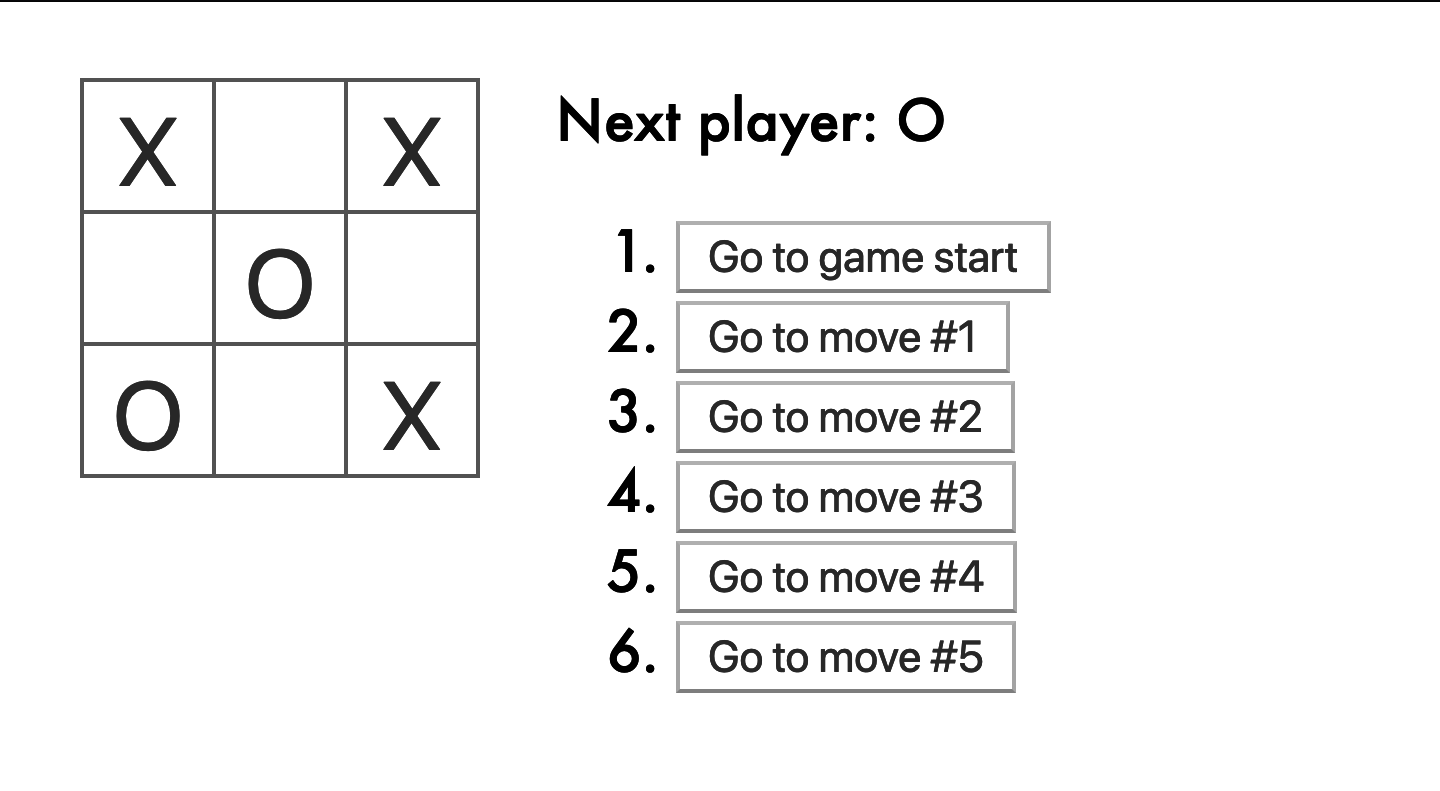 X X
O
O X
Next player: O
1. Go to game start
2. Go to move #1
3. Go to move #2
4. Go to move #3
5. Go to move #4
6. Go to move #5